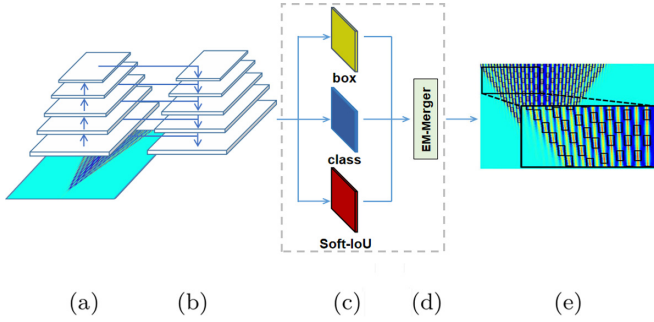 box
class
Soft-IoU
EM-Merger
(a) (b) (c) (d) (e)